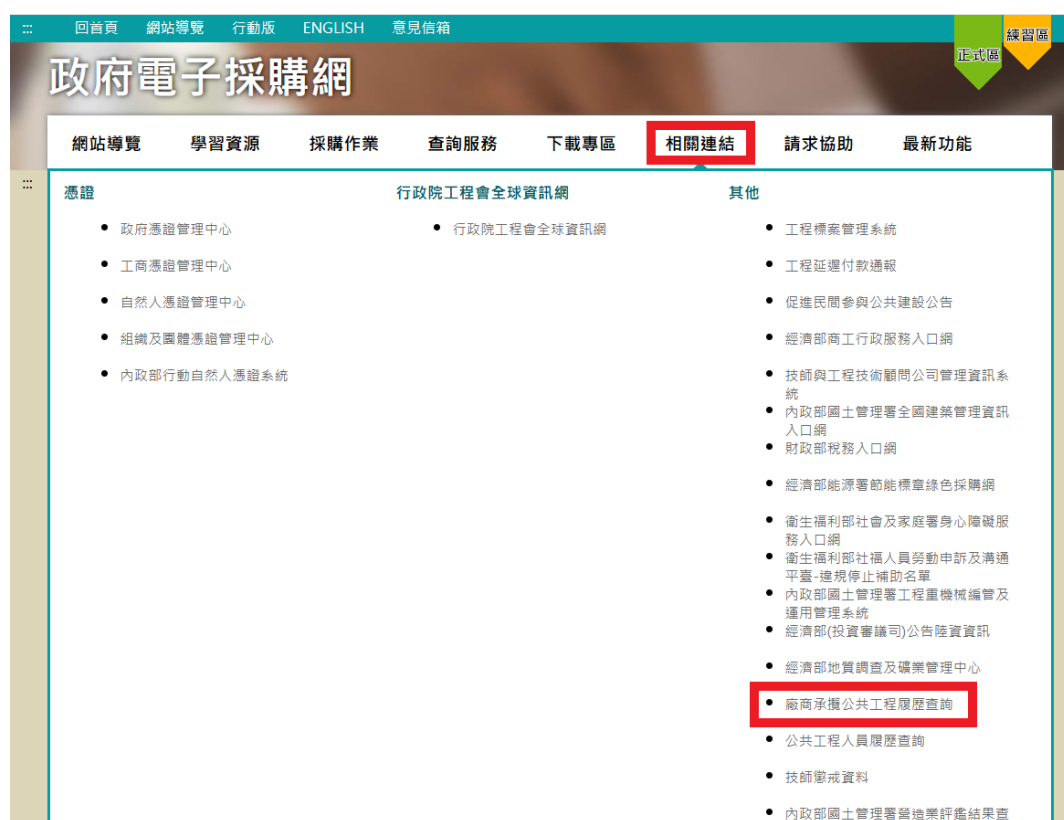 :::
回首頁 網站導覽 行動版 ENGLISH 意見信箱
正式區
練習區
政府電子採購網
網站導覽 學習資源 採購作業 查詢服務 下載專區 相關連結 請求協助 最新功能
:::
憑證
政府憑證管理中心
工商憑證管理中心
自然人憑證管理中心
組織及團體憑證管理中心
內政部行動自然人憑證系統
行政院工程會全球資訊網
行政院工程會全球資訊網
其他
工程標案管理系統
工程延遲付款通報
促進民間參與公共建設公告
經濟部商工行政服務入口網
技師與工程技術顧問公司管理資訊系
統
內政部國土管理署全國建築管理資訊
入口網
財政部稅務入口網
經濟部能源署節能標章綠色採購網
衛生福利部社會及家庭署身心障礙服
務入口網
衛生福利部社福人員勞動申訴及溝通
平臺-違規停止補助名單
內政部國土管理署工程重機械編管及
運用管理系統
經濟部(投資審議司)公告陸資資訊
經濟部地質調查及礦業管理中心
廠商承攬公共工程履歷查詢
公共工程人員履歷查詢
技師懲戒資料
內政部國土管理署營造業評鑑結果查